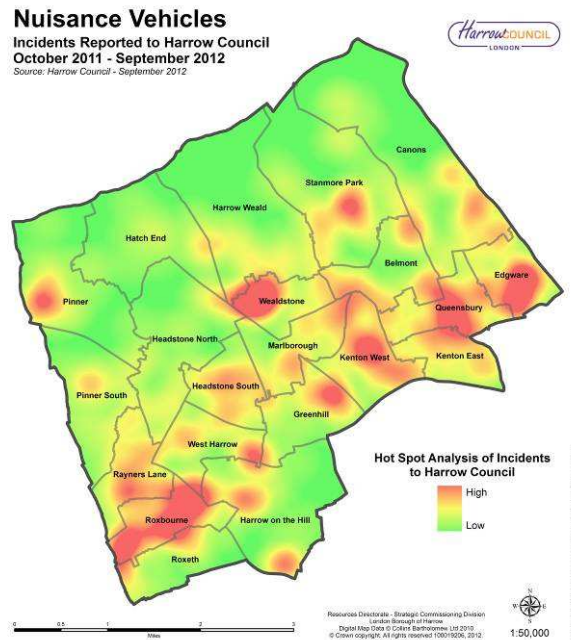 Nuisance Vehicles
Incidents Reported to Harrow Council
October 2011 - September 2012
Source: Harrow Council - September 2012
HarrowCOUNCIL
LONDON
Canons
Stanmore Park
Harrow Weald
Hatch End
Belmont
Edgware
Pinner
Wealdstone
Queensbury
Headstone North
Marlborough
Kenton West
Kenton East
Headstone South
Pinner South
Greenhill
West Harrow
Hot Spot Analysis of Incidents
to Harrow Council
High
Low
Rayners Lane
Roxbourne
Harrow on the Hill
Roxeth
0 0.5 1 2 3
Miles
Resources Directorate - Strategic Commissioning Division
London Borough of Harrow
Digital Map Data © Collins Bartholomew Ltd 2010
© Crown copyright. All rights reserved 100019206, 2012.
N
W E
S
1:50,000